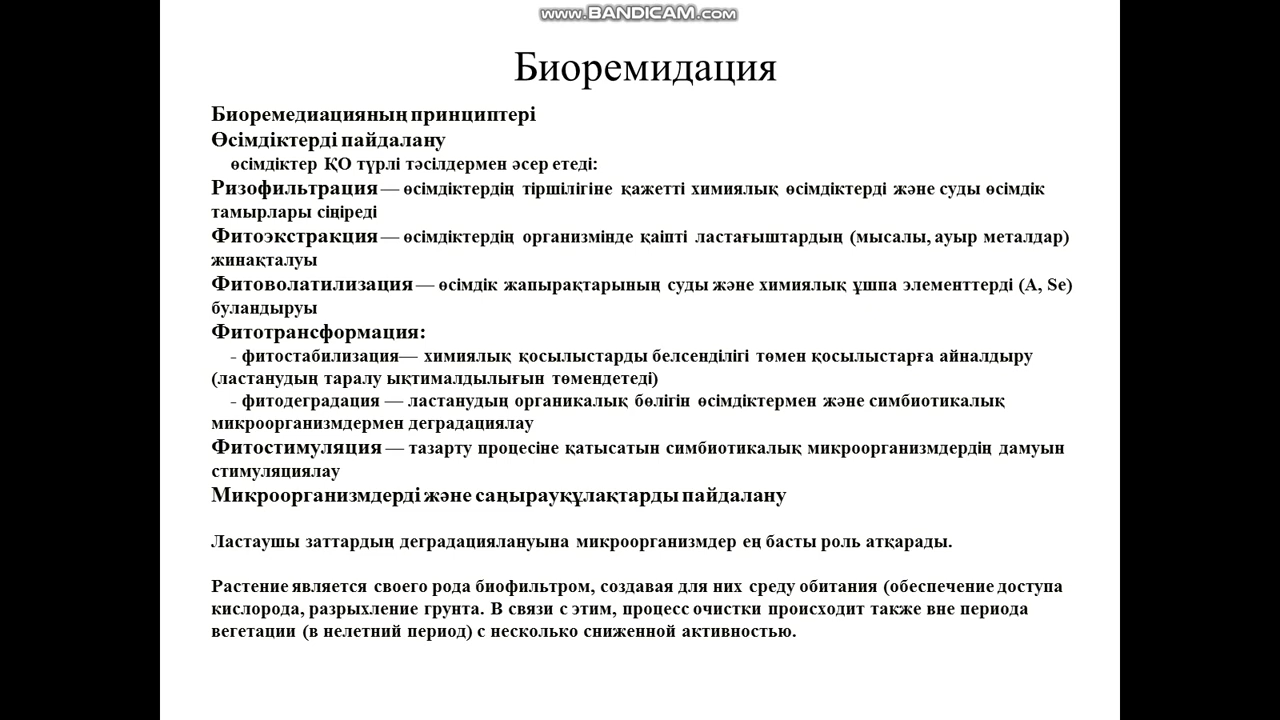 www.BANDICAM.com
Биоремидация
Биоремедиацияның принциптері
Өсімдіктерді пайдалану
өсімдіктер ҚО түрлі тәсілдермен әсер етеді:
Ризофильтрация — өсімдіктердің тіршілігіне қажетті химиялық өсімдіктерді және суды өсімдік
тамырлары сіңіреді
Фитоэкстракция — өсімдіктердің организмінде қаіпті ластағыштардың (мысалы, ауыр металдар)
жинақталуы
Фитоволатилизация — өсімдік жапырақтарының суды және химиялық ұшпа элементтерді (А, Se)
буландыруы
Фитотрансформация:
- фитостабилизация— химиялық қосылыстарды белсенділігі төмен қосылыстарға айналдыру
(ластанудың таралу ықтималдылығын төмендетеді)
- фитодеградация — ластанудың органикалық бөлігін өсімдіктермен және симбиотикалық
микроорганизмдермен деградациялау
Фитостимуляция — тазарту процесіне қатысатын симбиотикалық микроорганизмдердің дамуын
стимуляциялау
Микроорганизмдерді және саңырауқұлақтарды пайдалану
Ластаушы заттардың деградациялануына микроорганизмдер ең басты роль атқарады.
Растение является своего рода биофильтром, создавая для них среду обитания (обеспечение доступа
кислорода, разрыхление грунта. В связи с этим, процесс очистки происходит также вне периода
вегетации (в нелетний период) с несколько сниженной активностью.